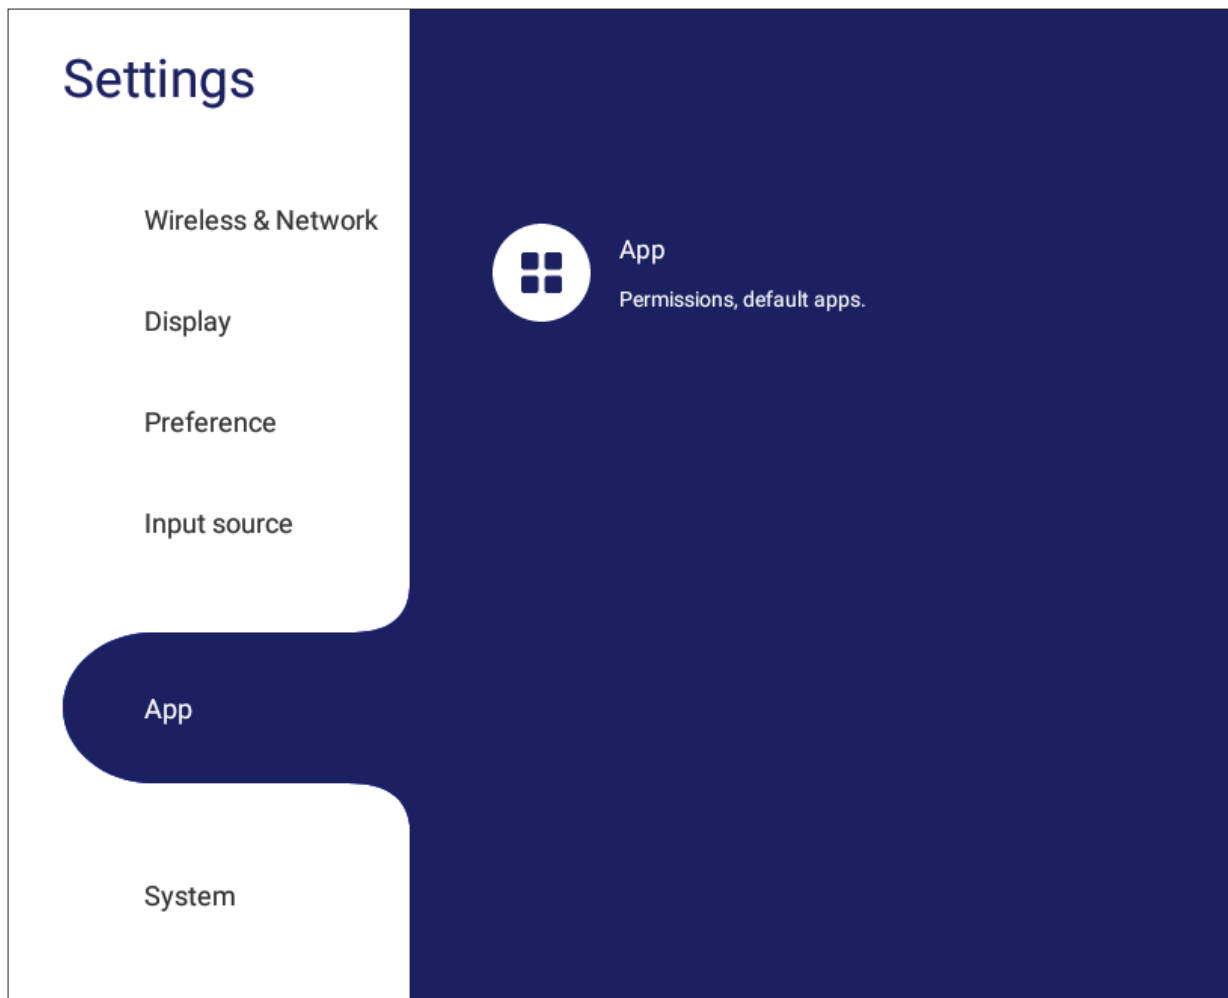 Settings
Wireless & Network
Display
Preference
Input source
App
System
App
Permissions, default apps.